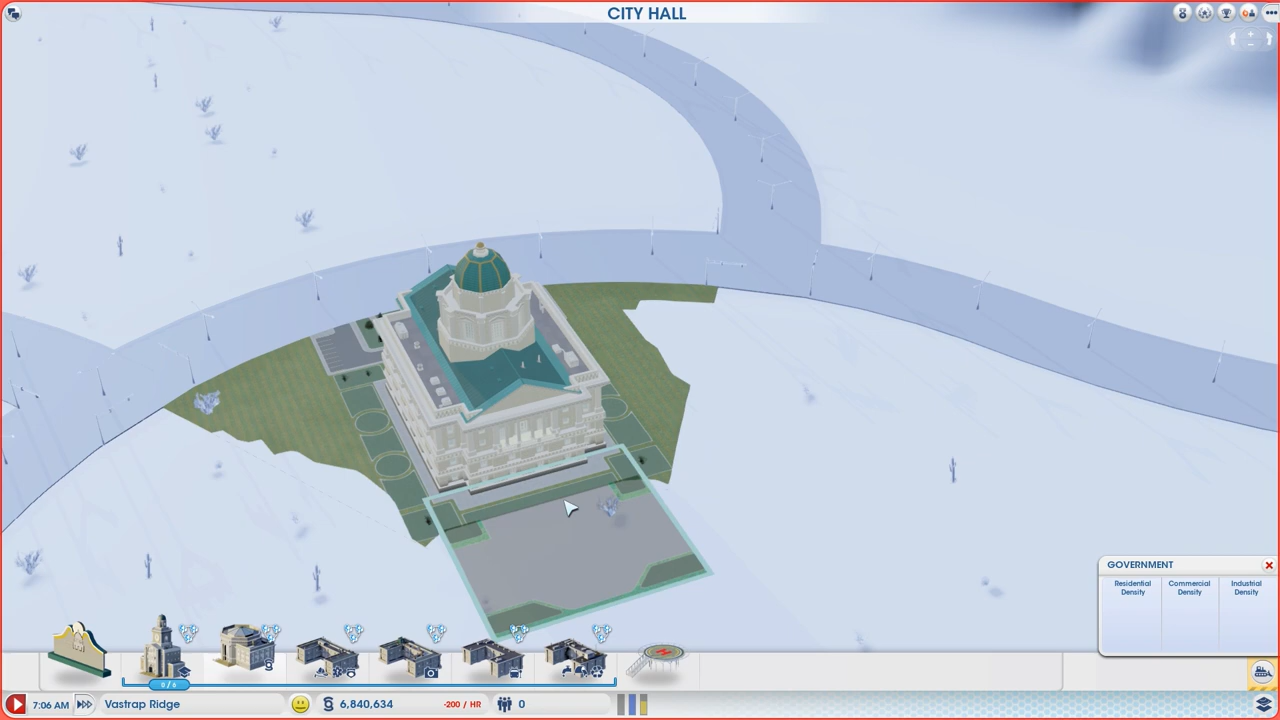 CITY HALL
GOVERNMENT
Residential Density
Commercial Density
Industrial Density
0 / 6
H
7:06 AM
Vastrap Ridge
6,840,634
-200 / HR
0